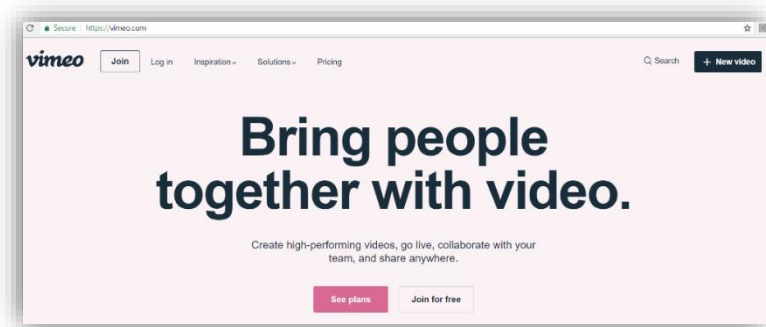 Secure https://vimeo.com
vimeo Join Log in Inspiration Solutions Pricing Search + New video
Bring people
together with video.
Create high-performing videos, go live, collaborate with your
team, and share anywhere.
See plans Join for free